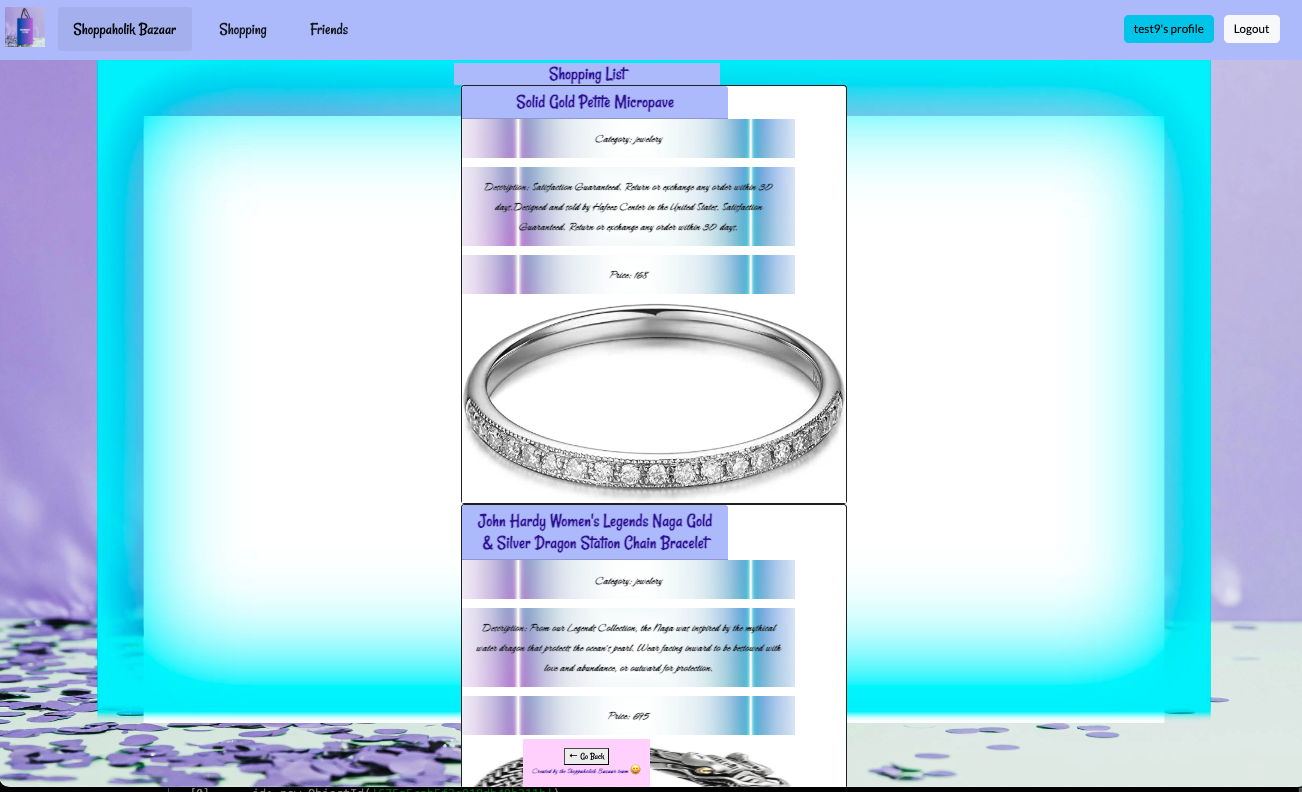 Shoppaholik Bazaar
Shopping
Friends
test9's profile
Logout
Shopping List
Solid Gold Petite Micropave
Category: jewelery
Description: Satisfaction Guaranteed. Return or exchange any order within 30
days.Designed and sold by Hafeez Center in the United States. Satisfaction
Guaranteed. Return or exchange any order within 30 days.
Price: 168
John Hardy Women's Legends Naga Gold
& Silver Dragon Station Chain Bracelet
Category: jewelery
Description: From our Legends Collection, the Naga was inspired by the mythical
water dragon that protects the ocean's pearl. Wear facing inward to be bestowed with
love and abundance, or outward for protection.
Price: 695
← Go Back
Created by the Shoppaholik Bazaar team 😄